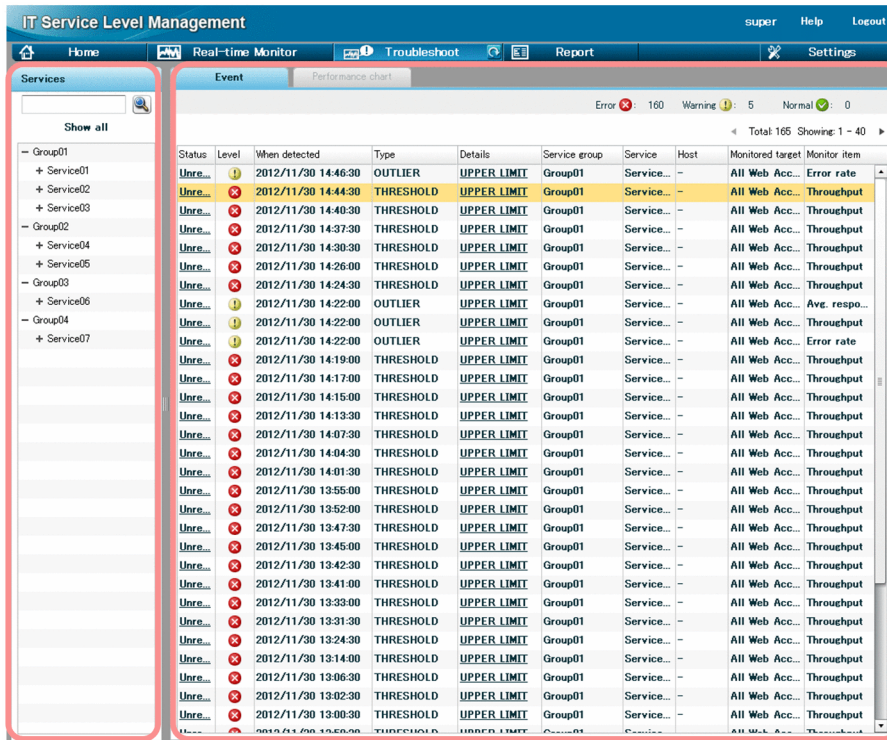 IT Service Level Management
super Help Logout
Home Real-time Monitor Troubleshoot Report Settings
Services
Show all
Group01
Service01
Service02
Service03
Group02
Service04
Service05
Group03
Service06
Group04
Service07
Event Performance chart
Error : 160 Warning : 5 Normal : 0
Total: 165 Showing: 1 - 40
Status Level When detected Type Details Service group Service Host Monitored target Monitor item
Unre... 2012/11/30 14:46:30 OUTLIER UPPER LIMIT Group01 Service... - All Web Acc... Error rate
Unre... 2012/11/30 14:44:30 THRESHOLD UPPER LIMIT Group01 Service... - All Web Acc... Throughput
Unre... 2012/11/30 14:40:30 THRESHOLD UPPER LIMIT Group01 Service... - All Web Acc... Throughput
Unre... 2012/11/30 14:37:30 THRESHOLD UPPER LIMIT Group01 Service... - All Web Acc... Throughput
Unre... 2012/11/30 14:30:30 THRESHOLD UPPER LIMIT Group01 Service... - All Web Acc... Throughput
Unre... 2012/11/30 14:26:00 THRESHOLD UPPER LIMIT Group01 Service... - All Web Acc... Throughput
Unre... 2012/11/30 14:24:30 THRESHOLD UPPER LIMIT Group01 Service... - All Web Acc... Throughput
Unre... 2012/11/30 14:22:00 OUTLIER UPPER LIMIT Group01 Service... - All Web Acc... Avg. respo...
Unre... 2012/11/30 14:22:00 OUTLIER UPPER LIMIT Group01 Service... - All Web Acc... Throughput
Unre... 2012/11/30 14:22:00 OUTLIER UPPER LIMIT Group01 Service... - All Web Acc... Error rate
Unre... 2012/11/30 14:19:00 THRESHOLD UPPER LIMIT Group01 Service... - All Web Acc... Throughput
Unre... 2012/11/30 14:17:00 THRESHOLD UPPER LIMIT Group01 Service... - All Web Acc... Throughput
Unre... 2012/11/30 14:15:00 THRESHOLD UPPER LIMIT Group01 Service... - All Web Acc... Throughput
Unre... 2012/11/30 14:13:30 THRESHOLD UPPER LIMIT Group01 Service... - All Web Acc... Throughput
Unre... 2012/11/30 14:07:30 THRESHOLD UPPER LIMIT Group01 Service... - All Web Acc... Throughput
Unre... 2012/11/30 14:04:30 THRESHOLD UPPER LIMIT Group01 Service... - All Web Acc... Throughput
Unre... 2012/11/30 14:01:30 THRESHOLD UPPER LIMIT Group01 Service... - All Web Acc... Throughput
Unre... 2012/11/30 13:55:00 THRESHOLD UPPER LIMIT Group01 Service... - All Web Acc... Throughput
Unre... 2012/11/30 13:52:00 THRESHOLD UPPER LIMIT Group01 Service... - All Web Acc... Throughput
Unre... 2012/11/30 13:47:30 THRESHOLD UPPER LIMIT Group01 Service... - All Web Acc... Throughput
Unre... 2012/11/30 13:45:00 THRESHOLD UPPER LIMIT Group01 Service... - All Web Acc... Throughput
Unre... 2012/11/30 13:42:30 THRESHOLD UPPER LIMIT Group01 Service... - All Web Acc... Throughput
Unre... 2012/11/30 13:41:00 THRESHOLD UPPER LIMIT Group01 Service... - All Web Acc... Throughput
Unre... 2012/11/30 13:33:00 THRESHOLD UPPER LIMIT Group01 Service... - All Web Acc... Throughput
Unre... 2012/11/30 13:31:30 THRESHOLD UPPER LIMIT Group01 Service... - All Web Acc... Throughput
Unre... 2012/11/30 13:24:30 THRESHOLD UPPER LIMIT Group01 Service... - All Web Acc... Throughput
Unre... 2012/11/30 13:14:00 THRESHOLD UPPER LIMIT Group01 Service... - All Web Acc... Throughput
Unre... 2012/11/30 13:06:30 THRESHOLD UPPER LIMIT Group01 Service... - All Web Acc... Throughput
Unre... 2012/11/30 13:02:30 THRESHOLD UPPER LIMIT Group01 Service... - All Web Acc... Throughput
Unre... 2012/11/30 13:00:30 THRESHOLD UPPER LIMIT Group01 Service... - All Web Acc... Throughput